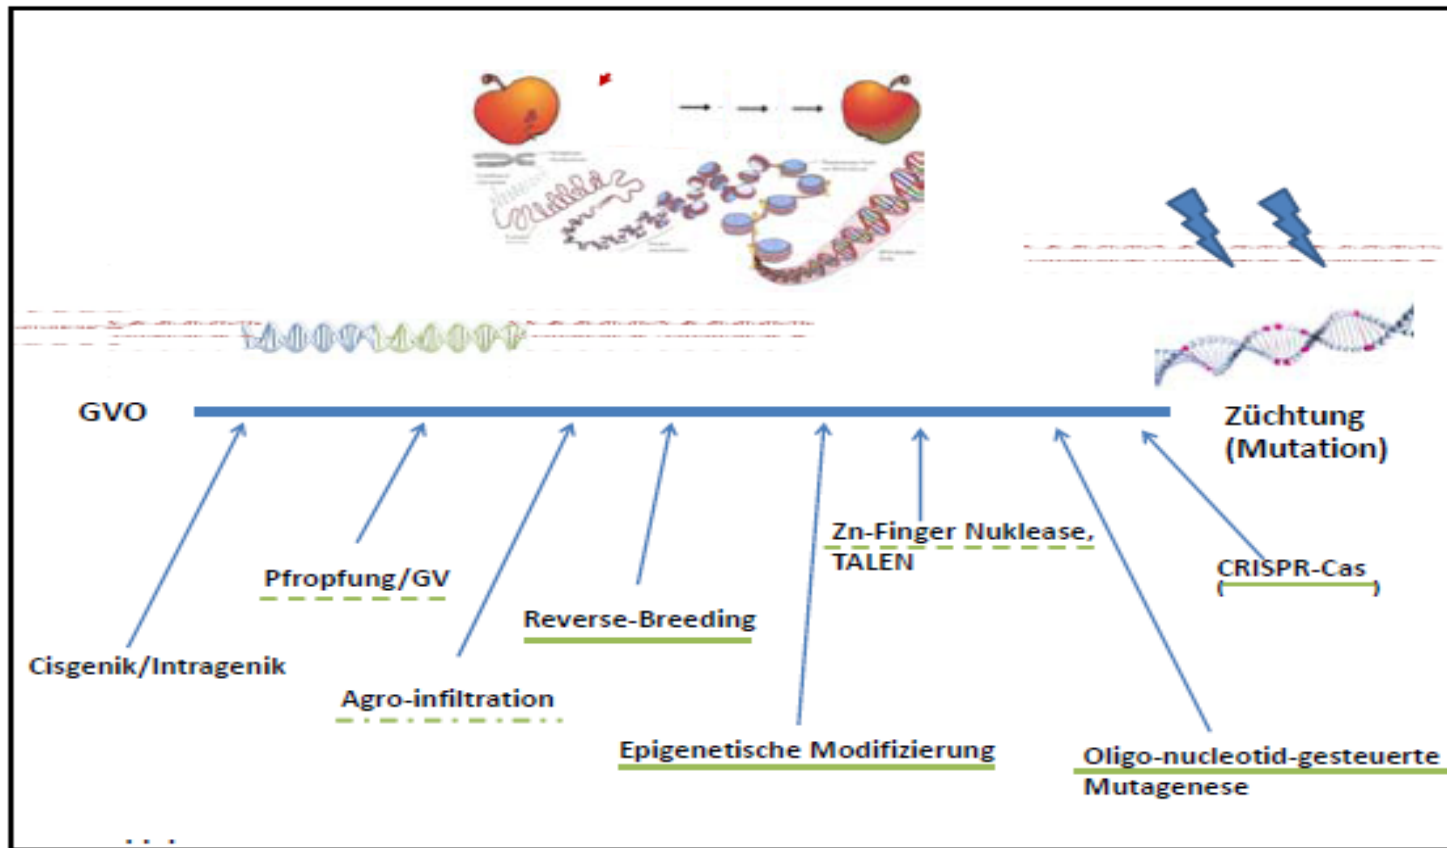 GVO
Züchtung
(Mutation)
Zn-Finger Nuklease,
TALEN
CRISPR-Cas
( )
Pfropfung/GV
Reverse-Breeding
Cisgenik/Intragenik
Agro-infiltration
Epigenetische Modifizierung
Oligo-nucleotid-gesteuerte
Mutagenese
. . .